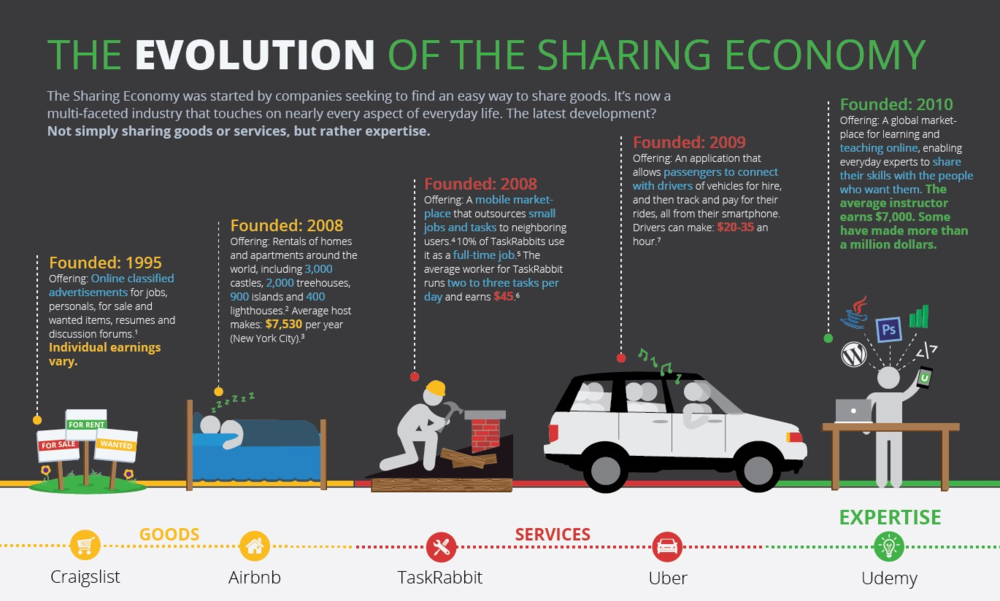 THE EVOLUTION OF THE SHARING ECONOMY
The Sharing Economy was started by companies seeking to find an easy way to share goods. It's now a
multi-faceted industry that touches on nearly every aspect of everyday life. The latest development?
Not simply sharing goods or services, but rather expertise.
Founded: 1995
Offering: Online classified
advertisements for jobs,
personals, for sale and
wanted items, resumes and
discussion forums.¹
Individual earnings
vary.
Founded: 2008
Offering: Rentals of homes
and apartments around the
world, including 3,000
castles, 2,000 treehouses,
900 islands and 400
lighthouses.² Average host
makes: $7,530 per year
(New York City).³
Founded: 2008
Offering: A mobile market-
place that outsources small
jobs and tasks to neighboring
users.⁴ 10% of TaskRabbits use
it as a full-time job.⁵ The
average worker for TaskRabbit
runs two to three tasks per
day and earns $45.⁶
Founded: 2009
Offering: An application that
allows passengers to connect
with drivers of vehicles for hire,
and then track and pay for their
rides, all from their smartphone.
Drivers can make: $20-35 an
hour.⁷
Founded: 2010
Offering: A global market-
place for learning and
teaching online, enabling
everyday experts to share
their skills with the people
who want them. The
average instructor
earns $7,000. Some
have made more than
a million dollars.
FOR RENT
FOR SALE
WANTED
z z z z z z
Ps
</>
U
GOODS
SERVICES
EXPERTISE
Craigslist
Airbnb
TaskRabbit
Uber
Udemy